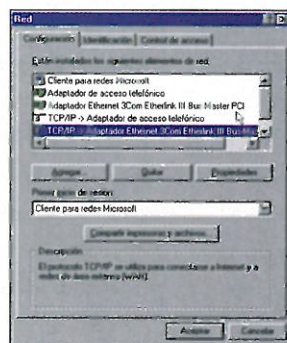 Red
Configuración Identificación Control de acceso
Están instalados los siguientes elementos de red:
Cliente para redes Microsoft
Adaptador de acceso telefónico
Adaptador Ethernet 3Com Etherlink III Bus Master PCI
TCP/IP -> Adaptador de acceso telefónico
TCP/IP -> Adaptador Ethernet 3Com Etherlink III Bus Mas
Agregar... Quitar Propiedades
Primer inicio de sesión:
Cliente para redes Microsoft
Compartir impresoras y archivos...
Descripción
El protocolo TCP/IP se utiliza para conectarse a Internet y a
redes de área extensa (WAN).
Aceptar Cancelar